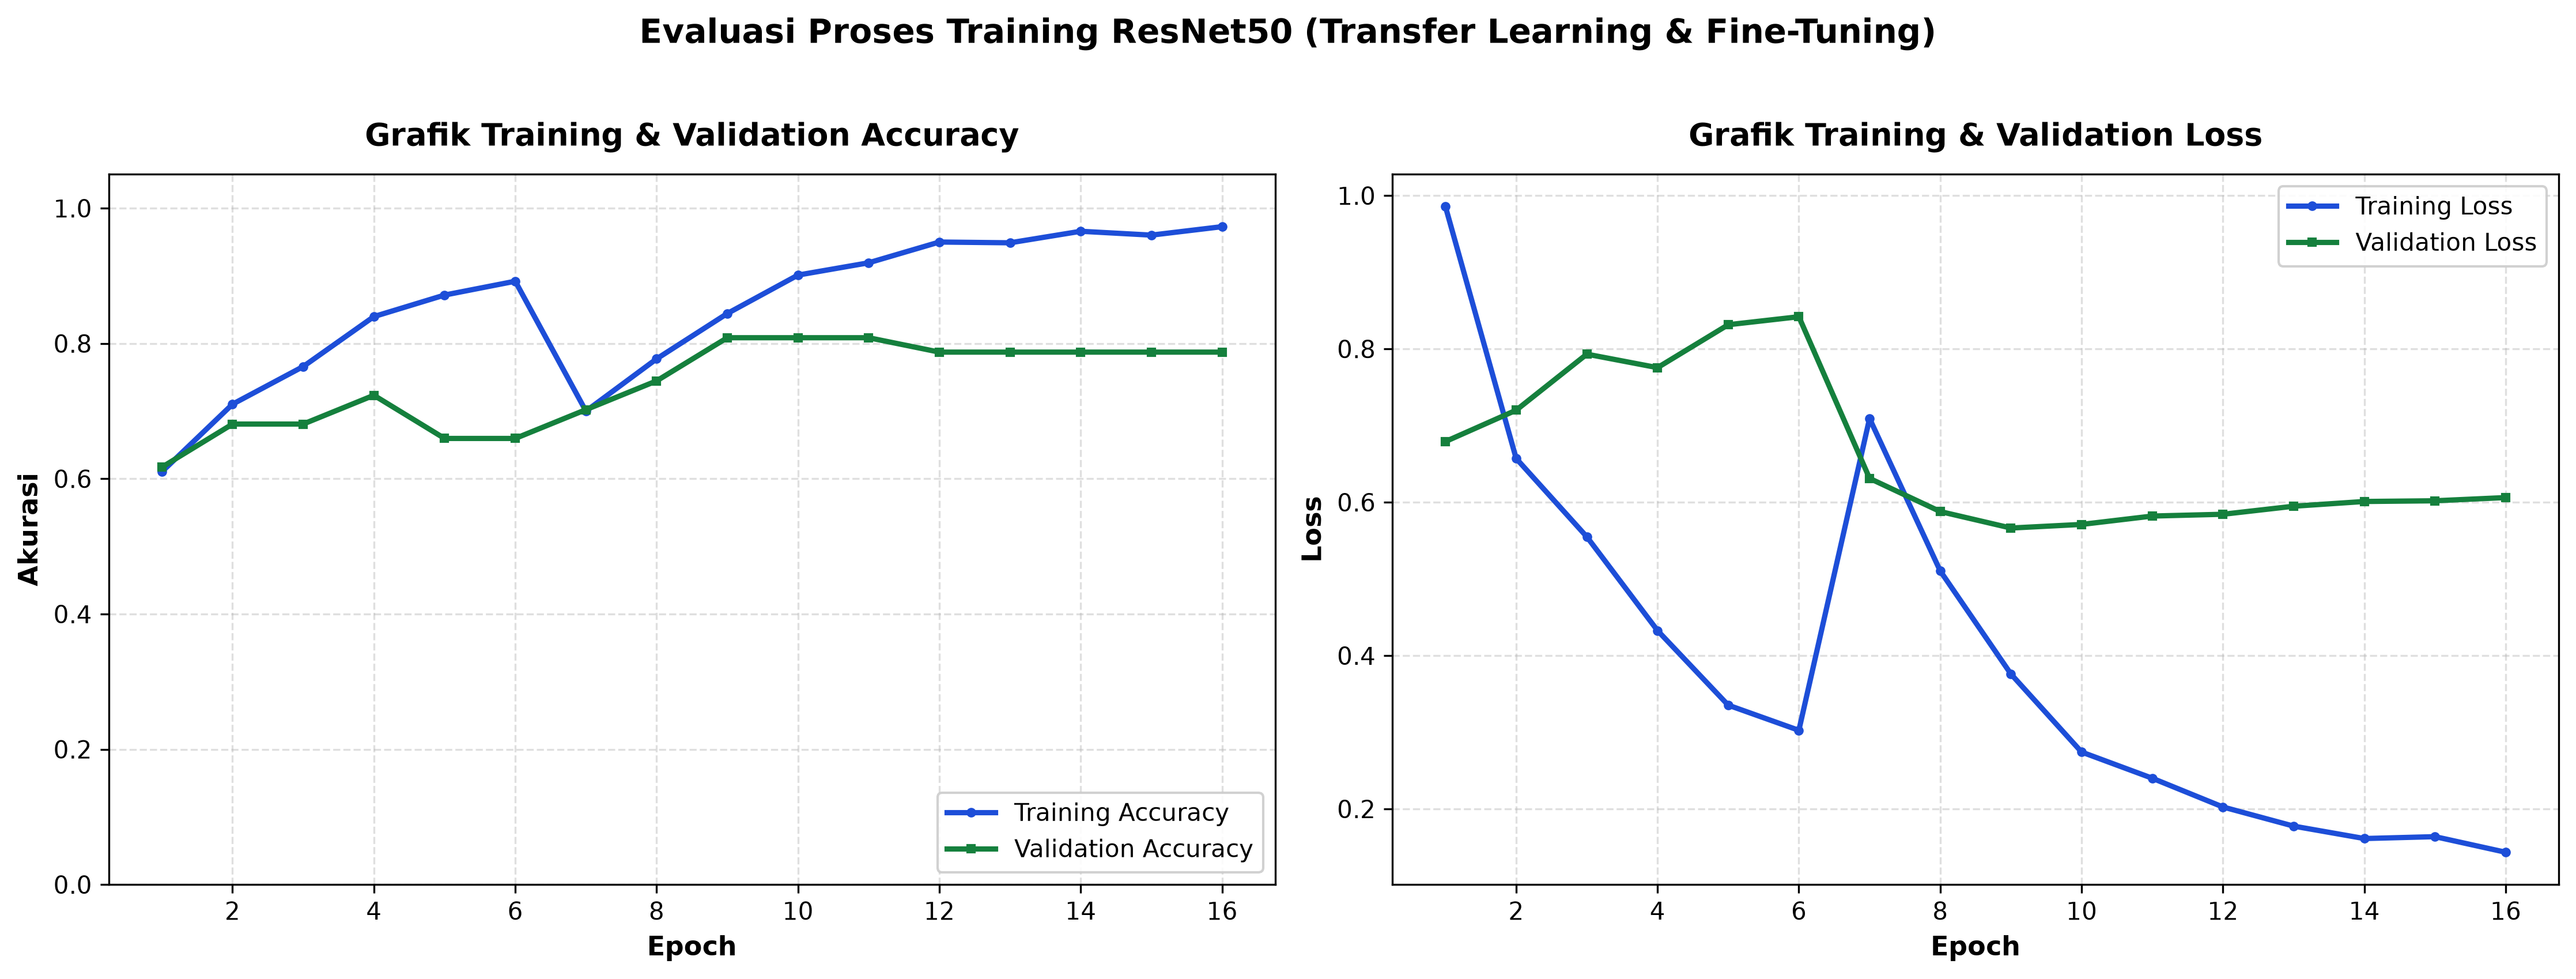 Evaluasi Proses Training ResNet50 (Transfer Learning & Fine-Tuning)
Grafik Training & Validation Accuracy
Akurasi
1.0
0.8
0.6
0.4
0.2
0.0
2 4 6 8 10 12 14 16
Epoch
Training Accuracy
Validation Accuracy
Grafik Training & Validation Loss
Loss
1.0
0.8
0.6
0.4
0.2
2 4 6 8 10 12 14 16
Epoch
Training Loss
Validation Loss